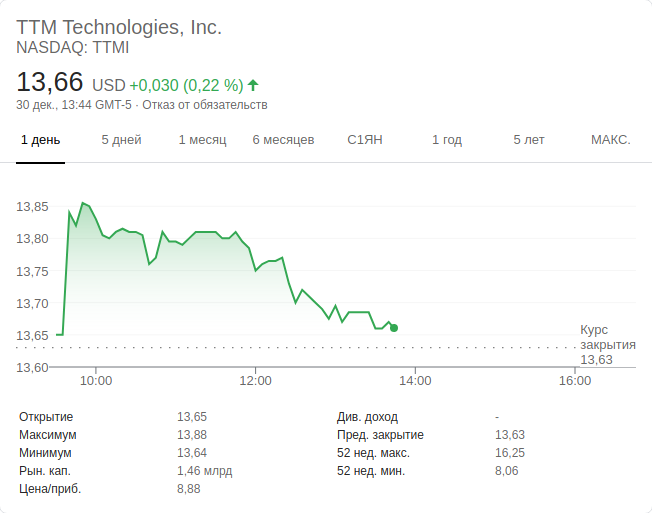 TTM Technologies, Inc.
NASDAQ: TTMI
13,66 USD +0,030 (0,22 %)
30 дек., 13:44 GMT-5 · Отказ от обязательств
1 день 5 дней 1 месяц 6 месяцев С1ЯН 1 год 5 лет МАКС.
13,85
13,80
13,75
13,70
13,65
13,60
Курс
закрытия
13,63
10:00 12:00 14:00 16:00
Открытие 13,65 Див. доход -
Максимум 13,88 Пред. закрытие 13,63
Минимум 13,64 52 нед. макс. 16,25
Рын. кап. 1,46 млрд 52 нед. мин. 8,06
Цена/приб. 8,88